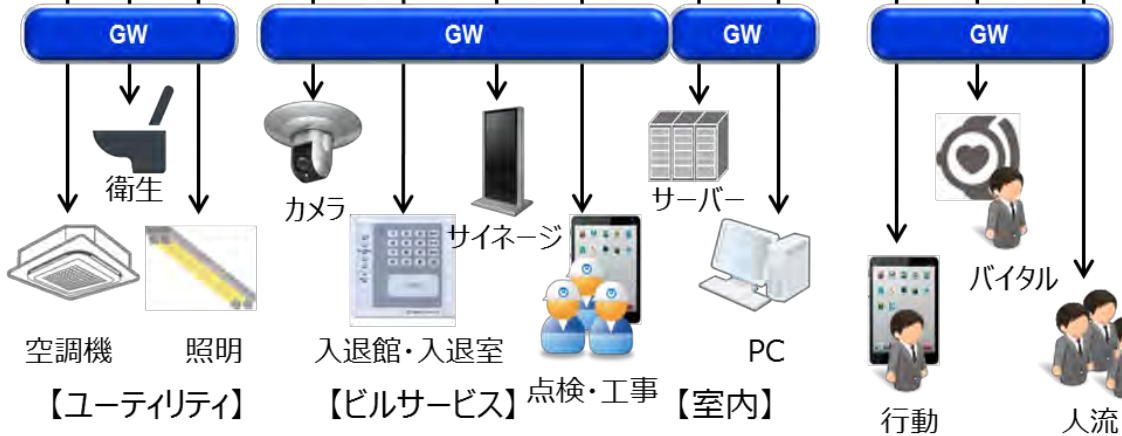 GW
GW
GW
GW
衛生
カメラ
サイネージ
サーバー
バイタル
空調機
照明
入退館・入退室
点検・工事
PC
行動
人流
【ユーティリティ】
【ビルサービス】
【室内】